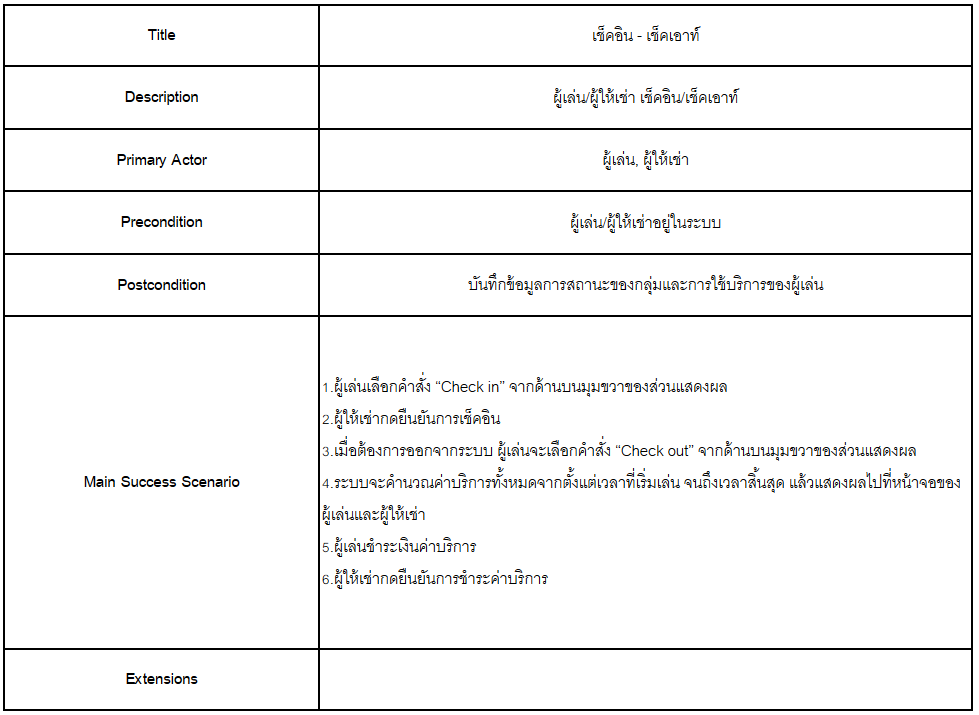 Title
เช็คอิน - เช็คเอาท์
Description
ผู้เล่น/ผู้ให้เช่า เช็คอิน/เช็คเอาท์
Primary Actor
ผู้เล่น, ผู้ให้เช่า
Precondition
ผู้เล่น/ผู้ให้เช่าอยู่ในระบบ
Postcondition
บันทึกข้อมูลการสถานะของกลุ่มและการใช้บริการของผู้เล่น
Main Success Scenario
1.ผู้เล่นเลือกคำสั่ง “Check in” จากด้านบนมุมขวาของส่วนแสดงผล
2.ผู้ให้เช่ากดยืนยันการเช็คอิน
3.เมื่อต้องการออกจากระบบ ผู้เล่นจะเลือกคำสั่ง “Check out” จากด้านบนมุมขวาของส่วนแสดงผล
4.ระบบจะคำนวณค่าบริการทั้งหมดจากตั้งแต่เวลาที่เริ่มเล่น จนถึงเวลาสิ้นสุด แล้วแสดงผลไปที่หน้าจอของ
ผู้เล่นและผู้ให้เช่า
5.ผู้เล่นชำระเงินค่าบริการ
6.ผู้ให้เช่ากดยืนยันการชำระค่าบริการ
Extensions